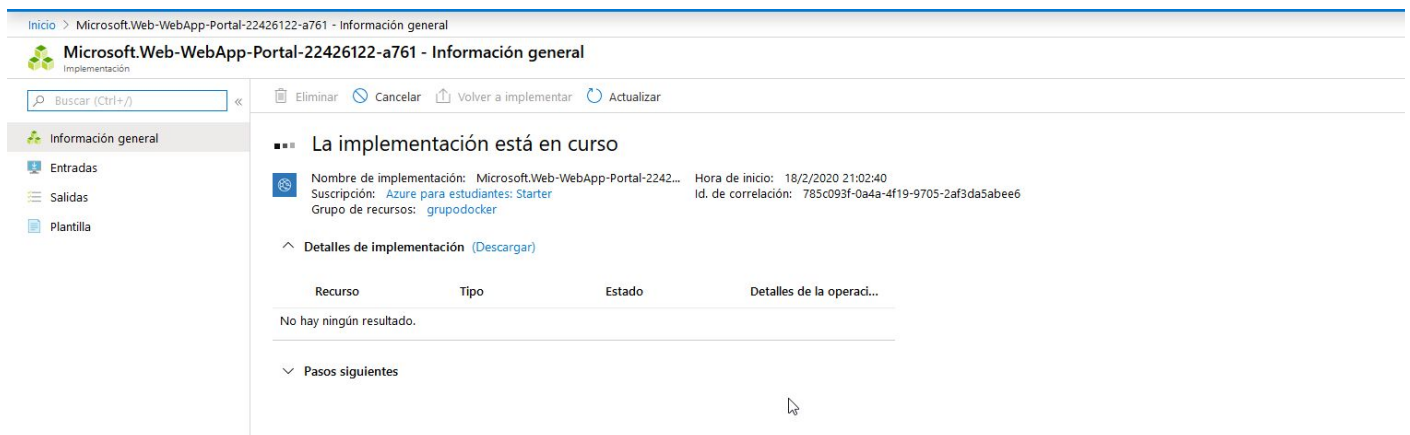 Inicio > Microsoft.Web-WebApp-Portal-22426122-a761 - Información general
Microsoft.Web-WebApp-Portal-22426122-a761 - Información general
Implementación
Buscar (Ctrl+/)
«
Eliminar Cancelar Volver a implementar Actualizar
Información general
Entradas
Salidas
Plantilla
La implementación está en curso
Nombre de implementación: Microsoft.Web-WebApp-Portal-2242... Hora de inicio: 18/2/2020 21:02:40
Suscripción: Azure para estudiantes: Starter Id. de correlación: 785c093f-0a4a-4f19-9705-2af3da5abee6
Grupo de recursos: grupodocker
Detalles de implementación (Descargar)
Recurso Tipo Estado Detalles de la operaci...
No hay ningún resultado.
Pasos siguientes